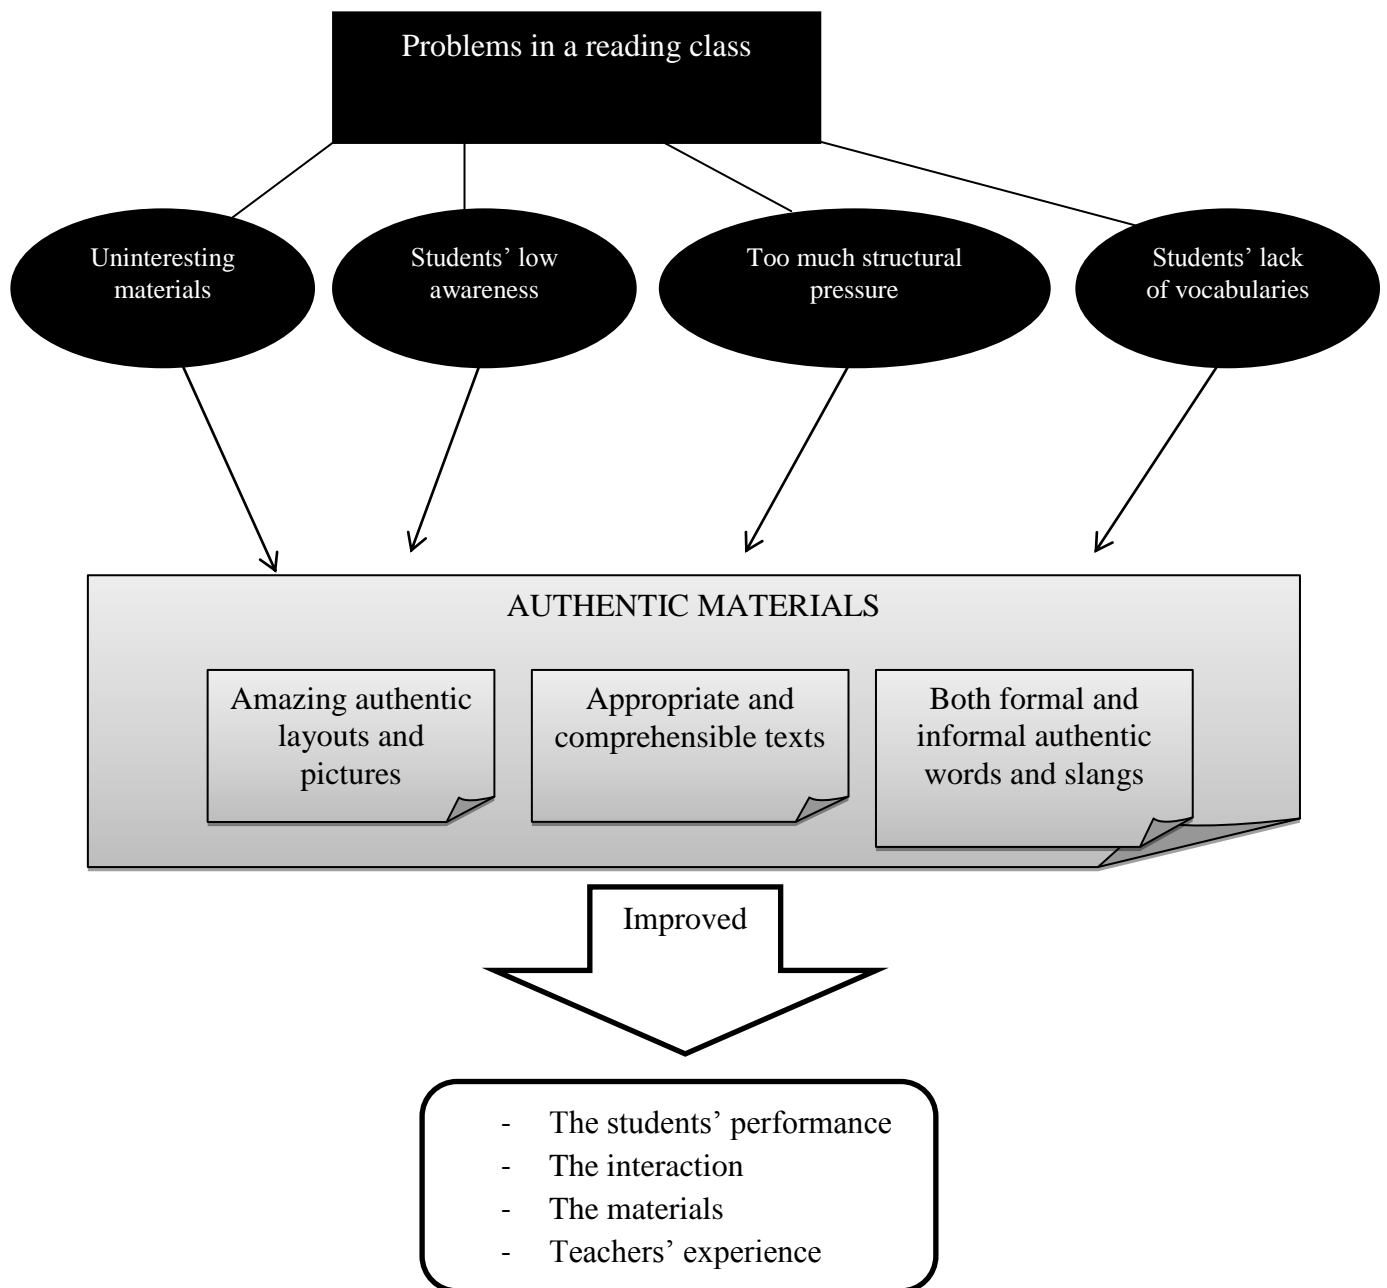 Problems in a reading class
Uninteresting
materials
Students’ low
awareness
Too much structural
pressure
Students’ lack
of vocabularies
AUTHENTIC MATERIALS
Amazing authentic
layouts and
pictures
Appropriate and
comprehensible texts
Both formal and
informal authentic
words and slangs
Improved
- The students’ performance
- The interaction
- The materials
- Teachers’ experience